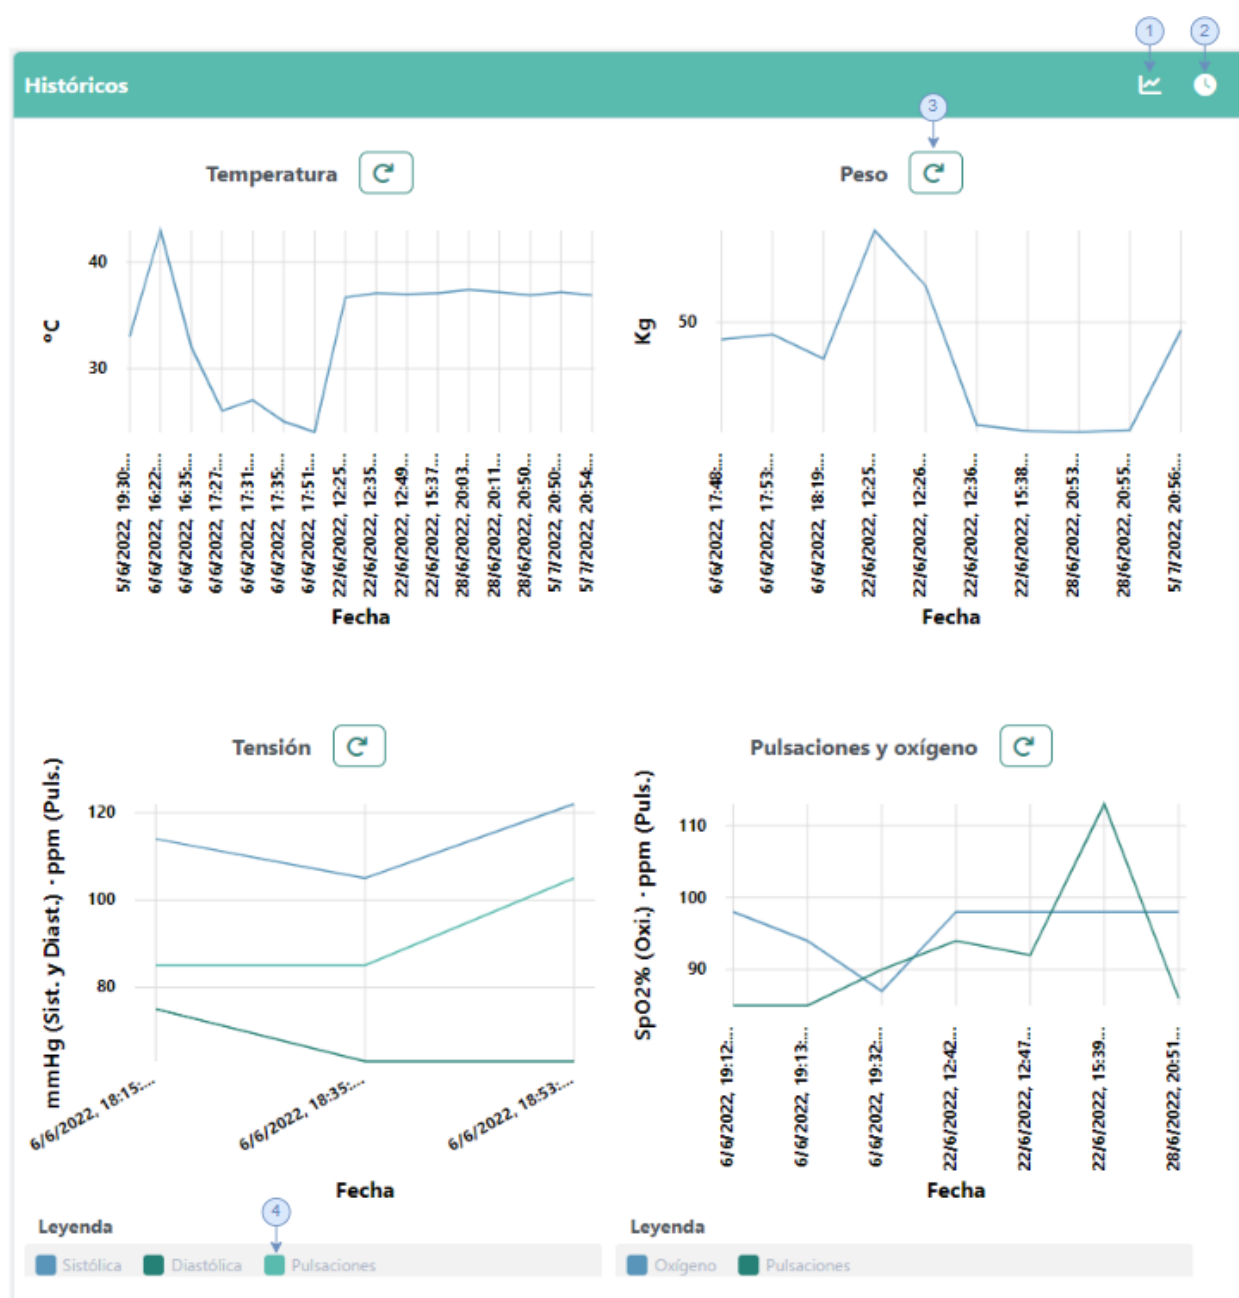 1
2
Históricos
3
Temperatura
Peso
ºC
40
30
5/6/2022, 19:30:...
6/6/2022, 16:22:...
6/6/2022, 16:35:...
6/6/2022, 17:27:...
6/6/2022, 17:31:...
6/6/2022, 17:35:...
6/6/2022, 17:51:...
22/6/2022, 12:25...
22/6/2022, 12:35...
22/6/2022, 12:49...
22/6/2022, 15:37...
28/6/2022, 20:03...
28/6/2022, 20:11...
28/6/2022, 20:50...
5/7/2022, 20:50:...
5/7/2022, 20:54...
Fecha
Kg
50
6/6/2022, 17:48:...
6/6/2022, 17:53:...
6/6/2022, 18:19:...
22/6/2022, 12:25...
22/6/2022, 12:26...
22/6/2022, 12:36...
22/6/2022, 15:38...
28/6/2022, 20:53...
28/6/2022, 20:55...
5/7/2022, 20:56:...
Fecha
Tensión
mmHg (Sist. y Diast.) · ppm (Puls.)
120
100
80
6/6/2022, 18:15:...
6/6/2022, 18:35:...
6/6/2022, 18:53:...
Fecha
4
Leyenda
Sistólica Diastólica Pulsaciones
Pulsaciones y oxígeno
SpO2% (Oxi.) · ppm (Puls.)
110
100
90
6/6/2022, 19:12:...
6/6/2022, 19:13:...
6/6/2022, 19:32:...
22/6/2022, 12:42...
22/6/2022, 12:47...
22/6/2022, 15:39...
28/6/2022, 20:51...
Fecha
Leyenda
Oxígeno Pulsaciones